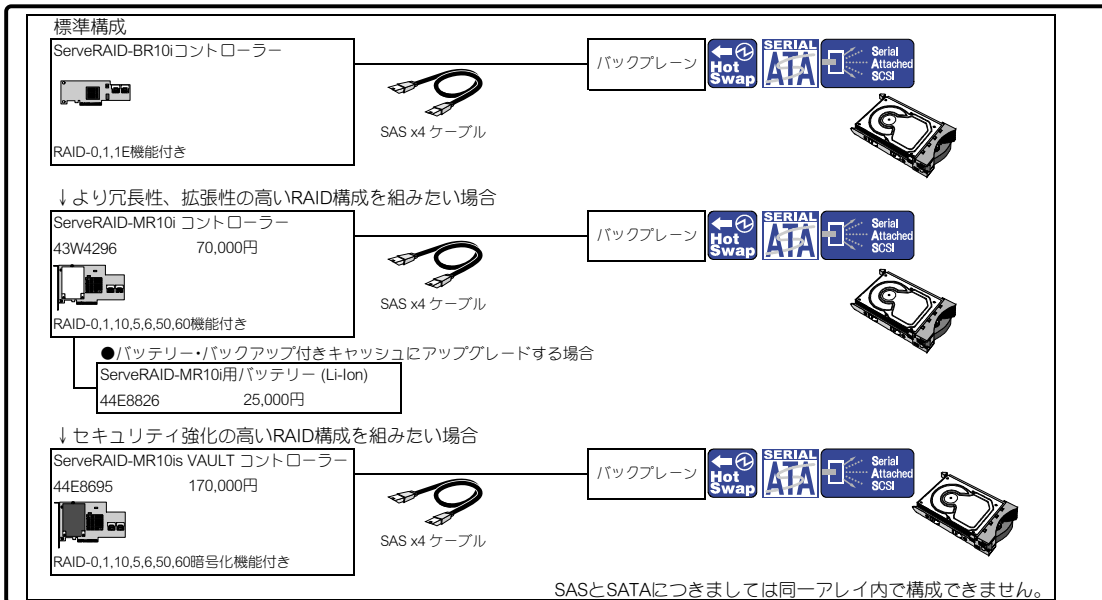 標準構成
ServeRAID-BR10iコントローラー
RAID-0,1,1E機能付き
SAS x4 ケーブル
バックプレーン
Hot Swap
SERIAL ATA
Serial Attached SCSI
↓より冗長性、拡張性の高いRAID構成を組みたい場合
ServeRAID-MR10i コントローラー
43W4296 70,000円
RAID-0,1,10,5,6,50,60機能付き
SAS x4 ケーブル
バックプレーン
Hot Swap
SERIAL ATA
Serial Attached SCSI
●バッテリー・バックアップ付きキャッシュにアップグレードする場合
ServeRAID-MR10i用バッテリー (Li-Ion)
44E8826 25,000円
↓セキュリティ強化の高いRAID構成を組みたい場合
ServeRAID-MR10is VAULT コントローラー
44E8695 170,000円
RAID-0,1,10,5,6,50,60暗号化機能付き
SAS x4 ケーブル
バックプレーン
Hot Swap
SERIAL ATA
Serial Attached SCSI
SASとSATAにつきましては同一アレイ内で構成できません。